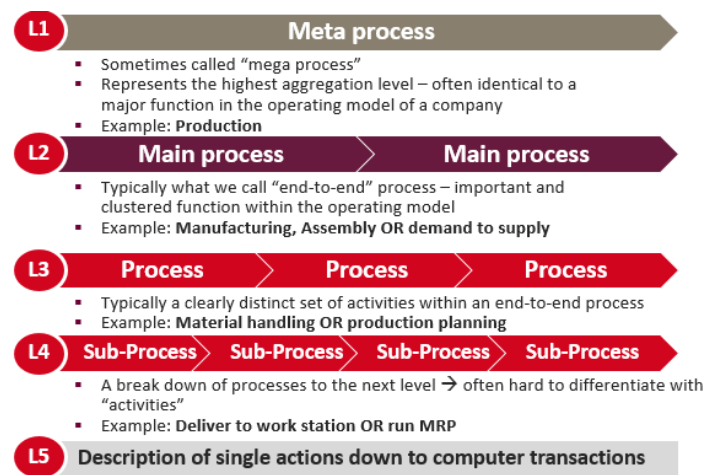 L1 Meta process
▪ Sometimes called “mega process”
▪ Represents the highest aggregation level – often identical to a
major function in the operating model of a company
▪ Example: Production
L2 Main process Main process
▪ Typically what we call “end-to-end” process – important and
clustered function within the operating model
▪ Example: Manufacturing, Assembly OR demand to supply
L3 Process Process Process
▪ Typically a clearly distinct set of activities within an end-to-end process
▪ Example: Material handling OR production planning
L4 Sub-Process Sub-Process Sub-Process Sub-Process
▪ A break down of processes to the next level → often hard to differentiate with
“activities”
▪ Example: Deliver to work station OR run MRP
L5 Description of single actions down to computer transactions